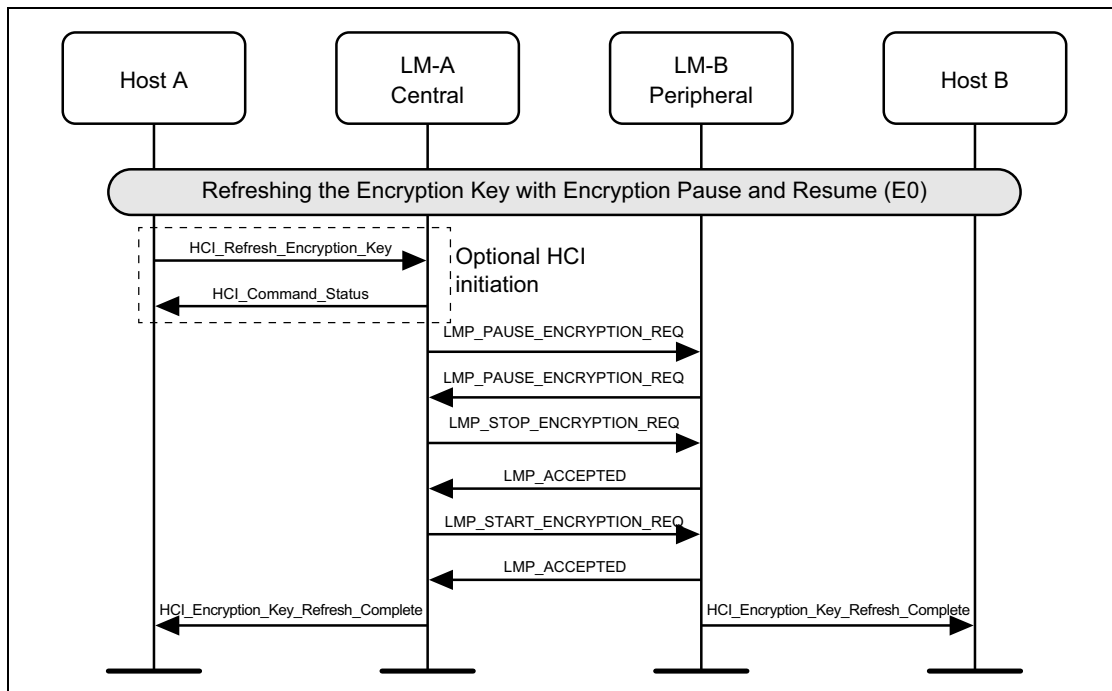 Host A
LM-A
Central
LM-B
Peripheral
Host B
Refreshing the Encryption Key with Encryption Pause and Resume (E0)
HCI_Refresh_Encryption_Key
Optional HCI
initiation
HCI_Command_Status
LMP_PAUSE_ENCRYPTION_REQ
LMP_PAUSE_ENCRYPTION_REQ
LMP_STOP_ENCRYPTION_REQ
LMP_ACCEPTED
LMP_START_ENCRYPTION_REQ
LMP_ACCEPTED
HCI_Encryption_Key_Refresh_Complete
HCI_Encryption_Key_Refresh_Complete